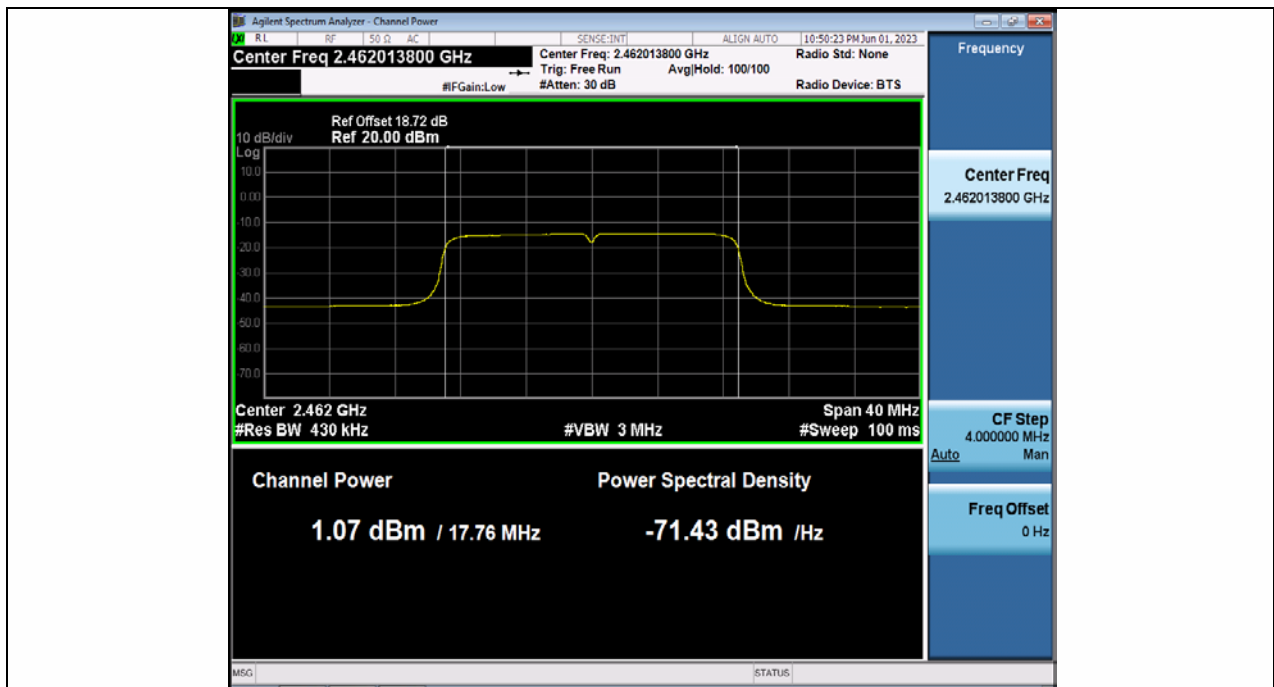 Agilent Spectrum Analyzer - Channel Power
RL RF 50 Ω AC SENSE:INT ALIGN AUTO 10:50:23 PM Jun 01, 2023
Center Freq 2.462013800 GHz
Center Freq: 2.462013800 GHz Radio Std: None
Trig: Free Run Avg|Hold: 100/100
#IFGain:Low #Atten: 30 dB Radio Device: BTS
Ref Offset 18.72 dB
10 dB/div Ref 20.00 dBm
Log
10.0
0.00
-10.0
-20.0
-30.0
-40.0
-50.0
-60.0
-70.0
Center 2.462 GHz Span 40 MHz
#Res BW 430 kHz #VBW 3 MHz #Sweep 100 ms
Channel Power Power Spectral Density
1.07 dBm / 17.76 MHz -71.43 dBm /Hz
MSG STATUS
Frequency
Center Freq
2.462013800 GHz
CF Step
4.000000 MHz
Auto Man
Freq Offset
0 Hz